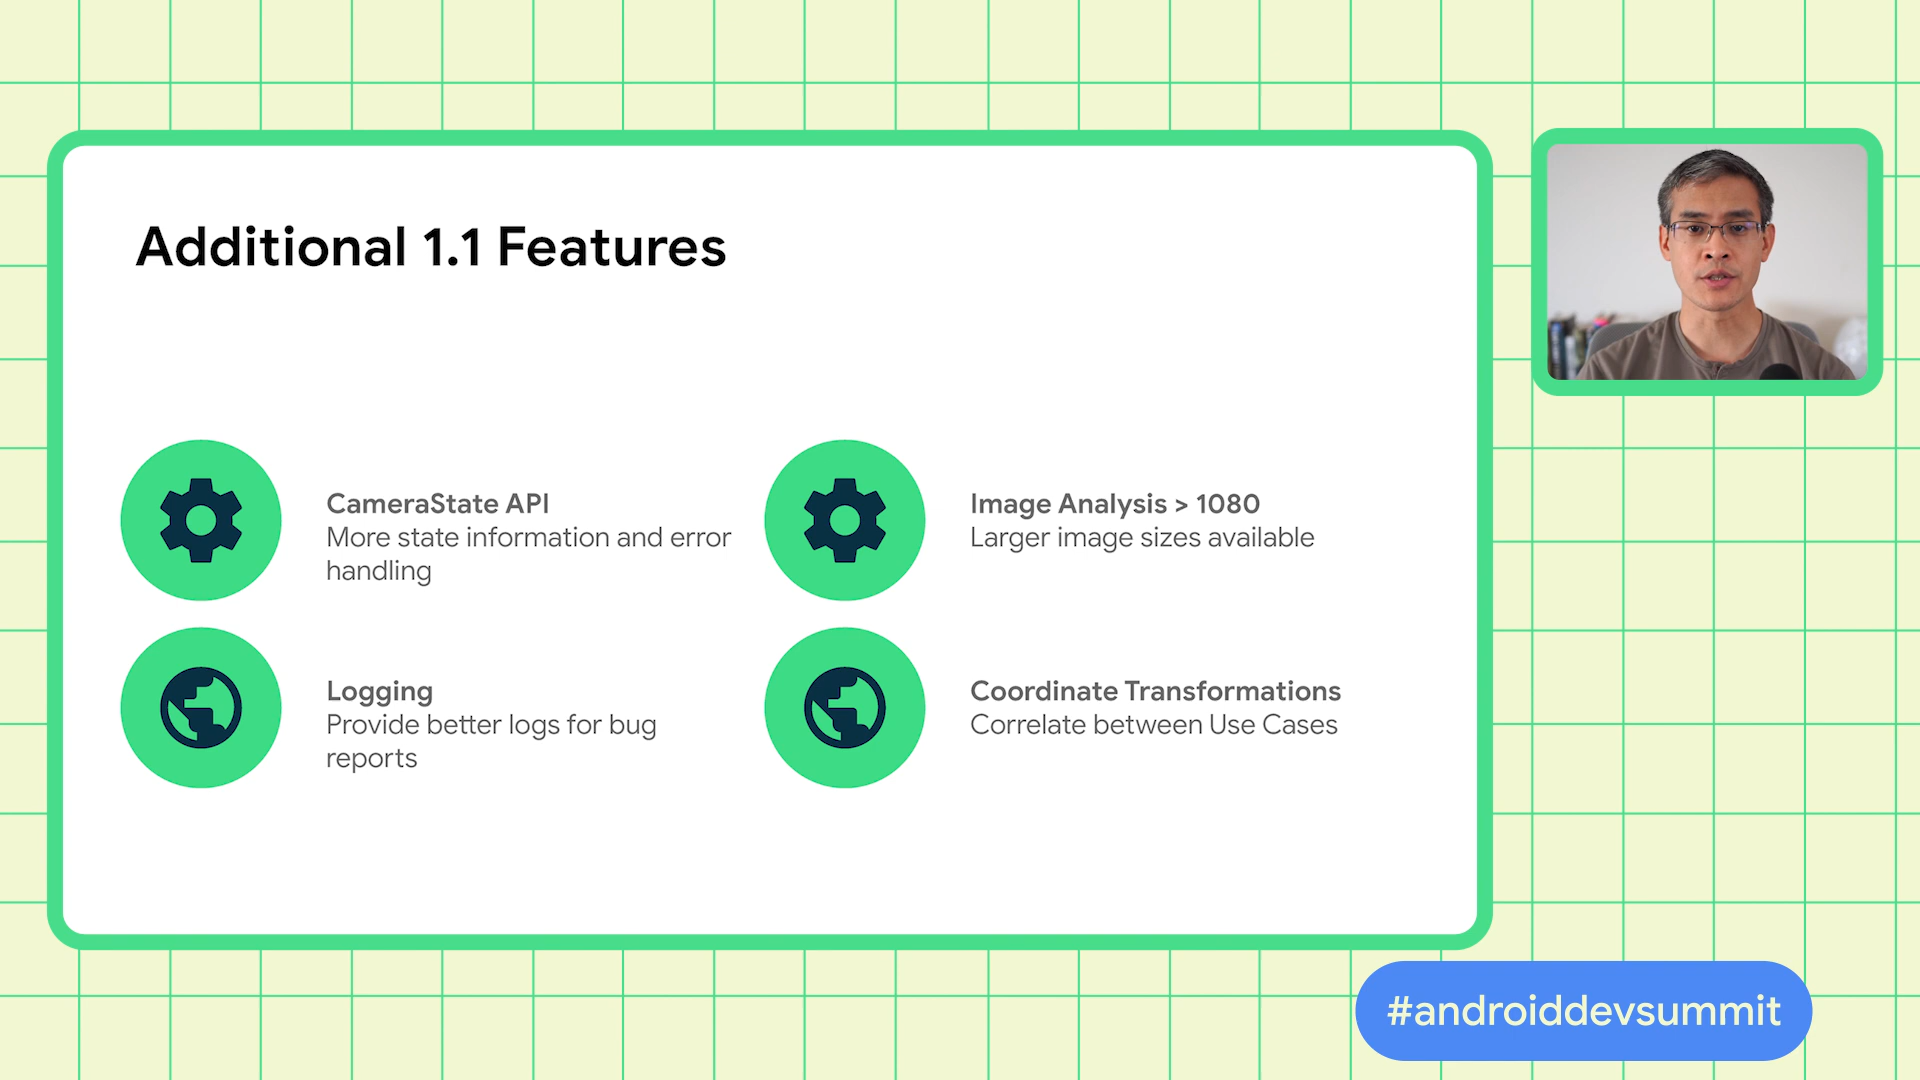 Additional 1.1 Features
CameraState API
More state information and error
handling
Image Analysis > 1080
Larger image sizes available
Logging
Provide better logs for bug
reports
Coordinate Transformations
Correlate between Use Cases
#androiddevsummit